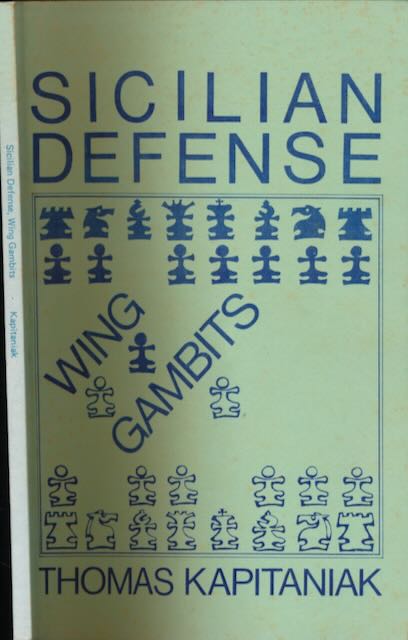 SICILIAN
DEFENSE
WING
GAMBITS
THOMAS KAPITANIAK
Sicilian Defense, Wing Gambits · Kapitaniak